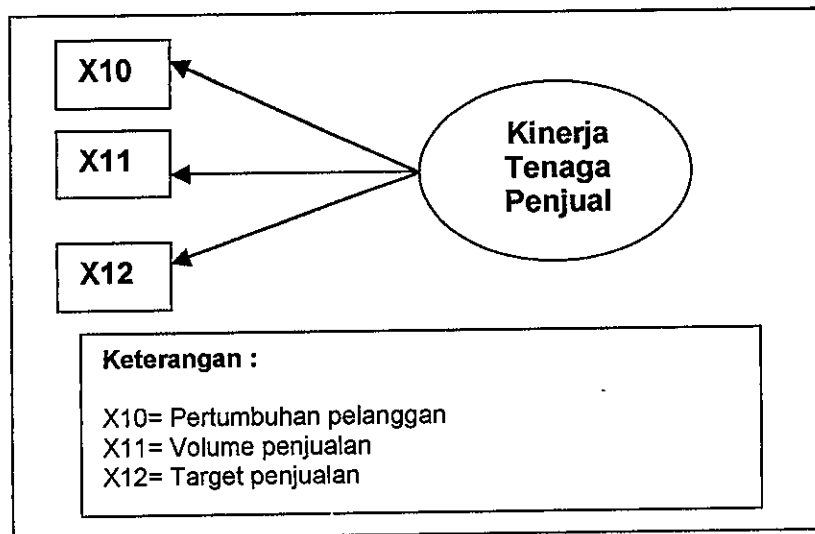 X10
X11
X12
Kinerja
Tenaga
Penjual
Keterangan :
X10= Pertumbuhan pelanggan
X11= Volume penjualan
X12= Target penjualan